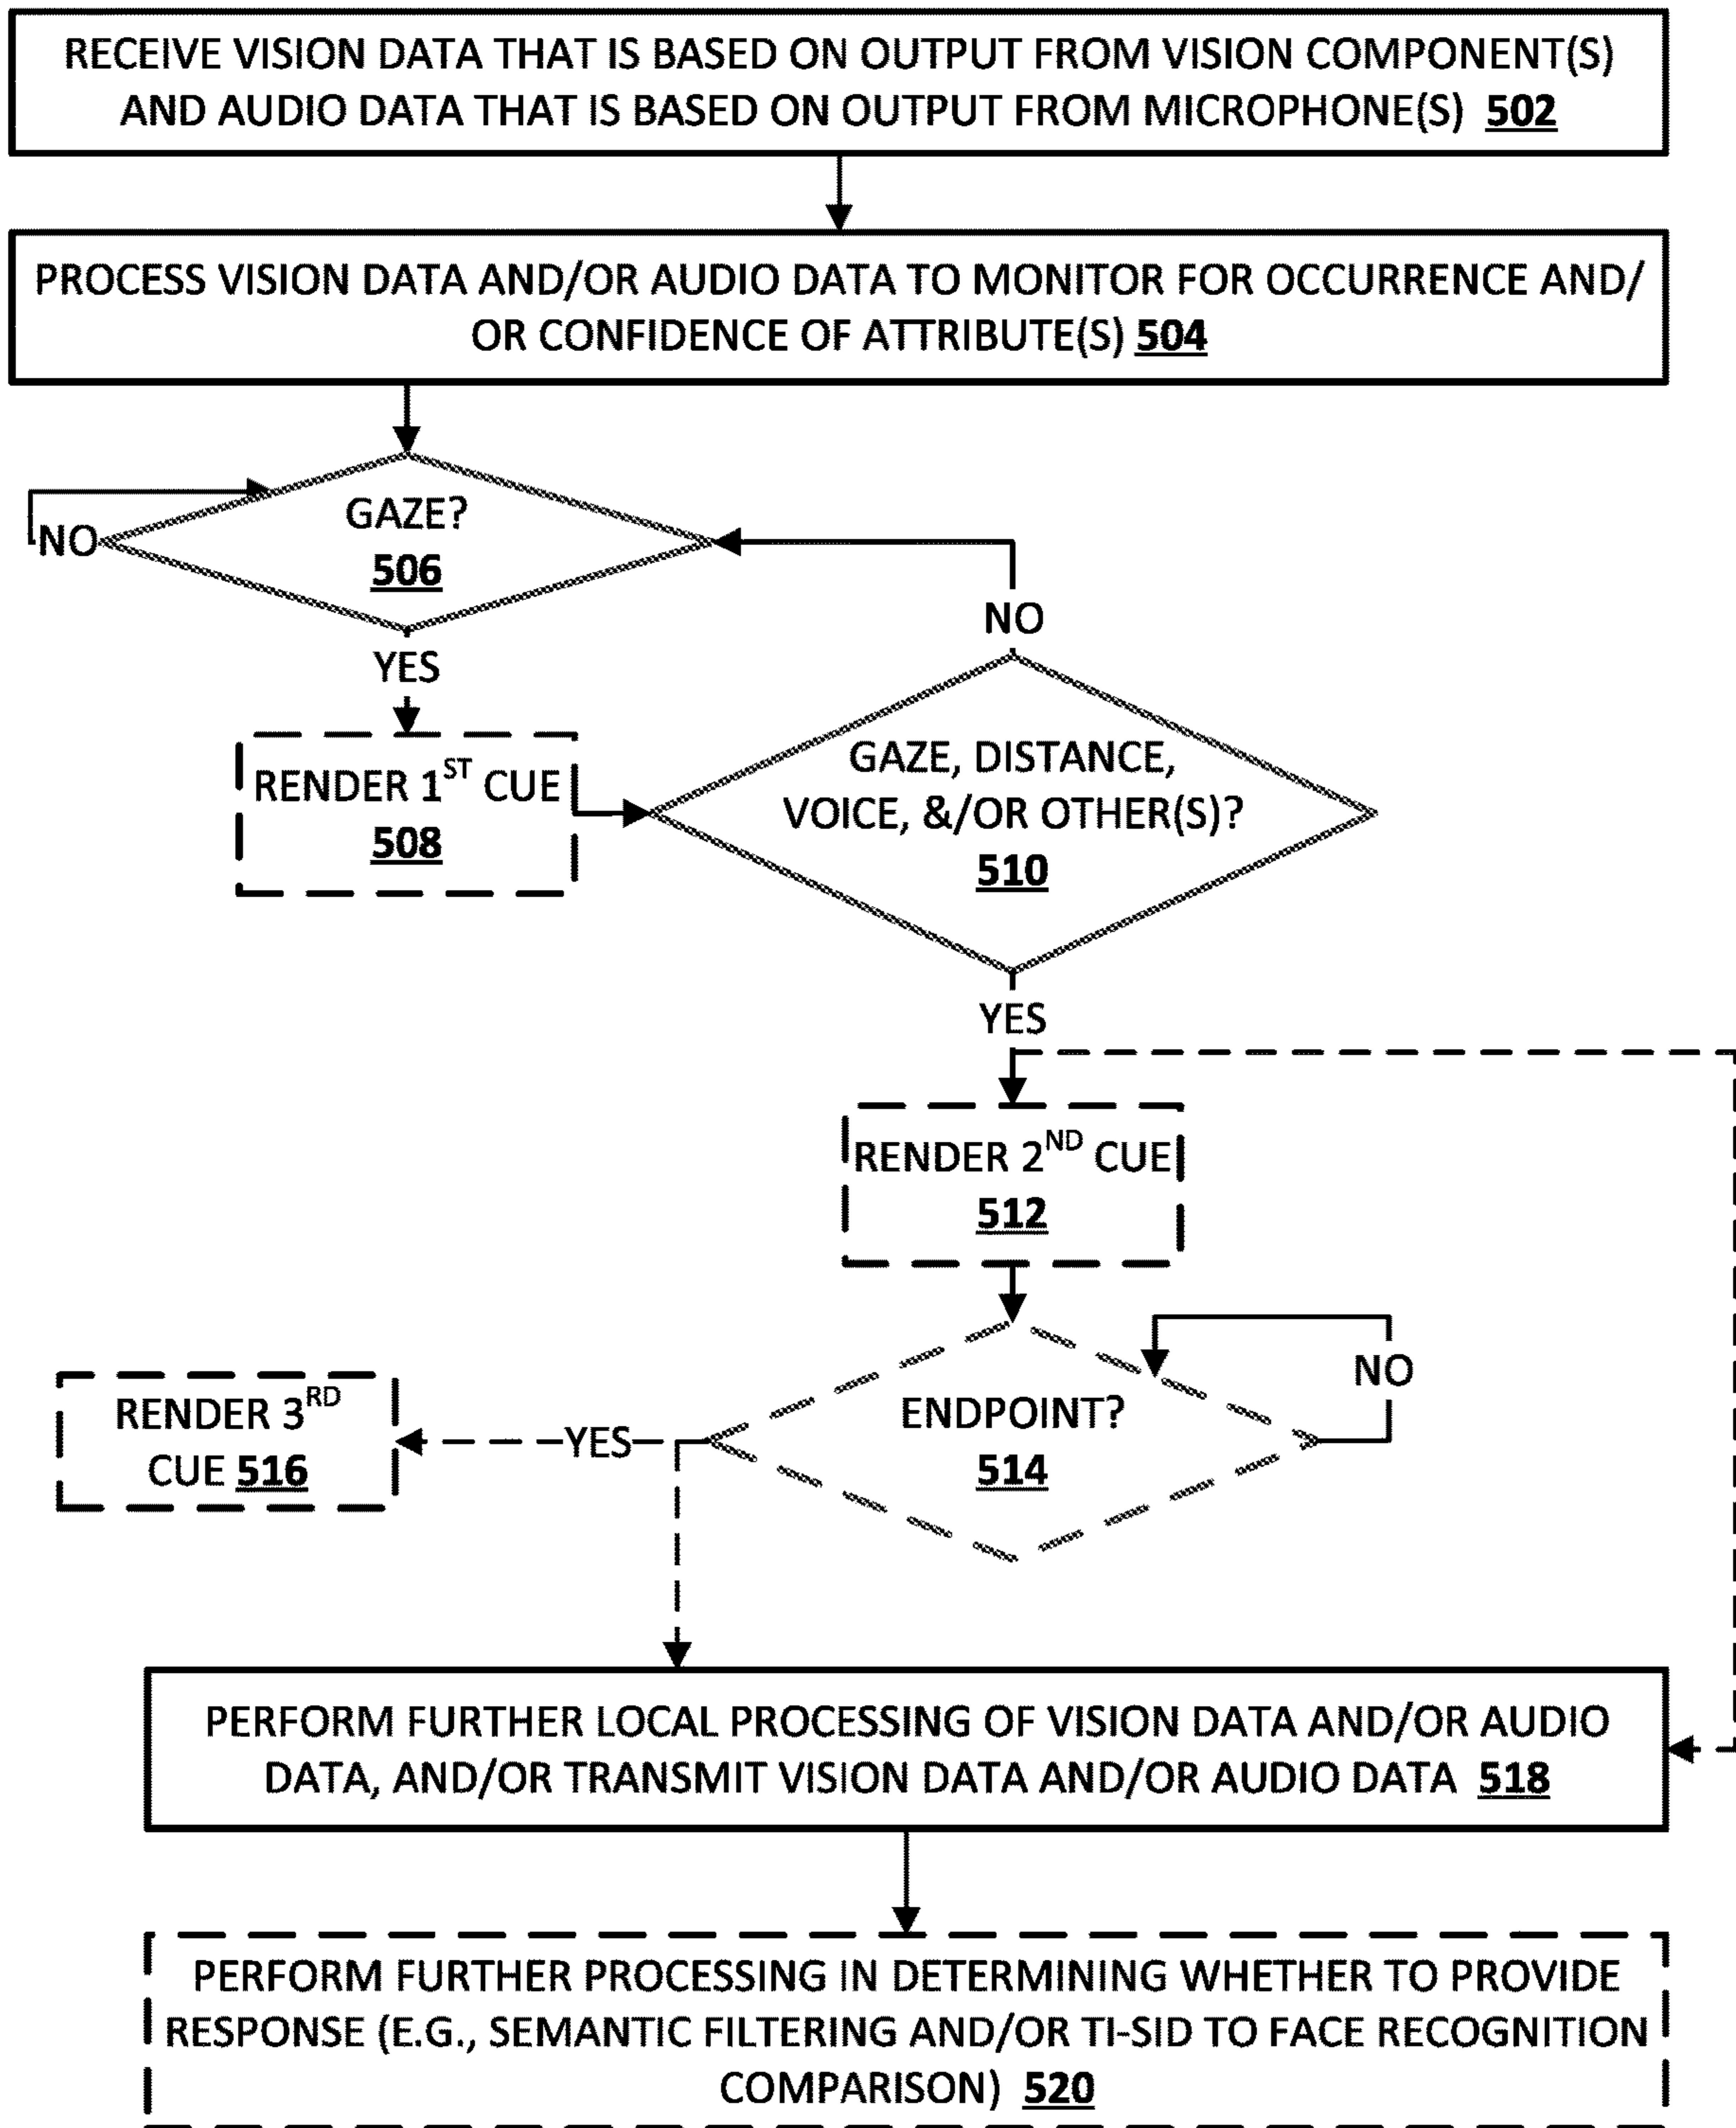 RECEIVE VISION DATA THAT IS BASED ON OUTPUT FROM VISION COMPONENT(S)
AND AUDIO DATA THAT IS BASED ON OUTPUT FROM MICROPHONE(S) 502
PROCESS VISION DATA AND/OR AUDIO DATA TO MONITOR FOR OCCURRENCE AND/
OR CONFIDENCE OF ATTRIBUTE(S) 504
GAZE?
506
NO
YES
NO
RENDER 1ST CUE
508
GAZE, DISTANCE,
VOICE, &/OR OTHER(S)?
510
YES
RENDER 2ND CUE
512
ENDPOINT?
514
NO
YES
RENDER 3RD
CUE 516
PERFORM FURTHER LOCAL PROCESSING OF VISION DATA AND/OR AUDIO
DATA, AND/OR TRANSMIT VISION DATA AND/OR AUDIO DATA 518
PERFORM FURTHER PROCESSING IN DETERMINING WHETHER TO PROVIDE
RESPONSE (E.G., SEMANTIC FILTERING AND/OR TI-SID TO FACE RECOGNITION
COMPARISON) 520